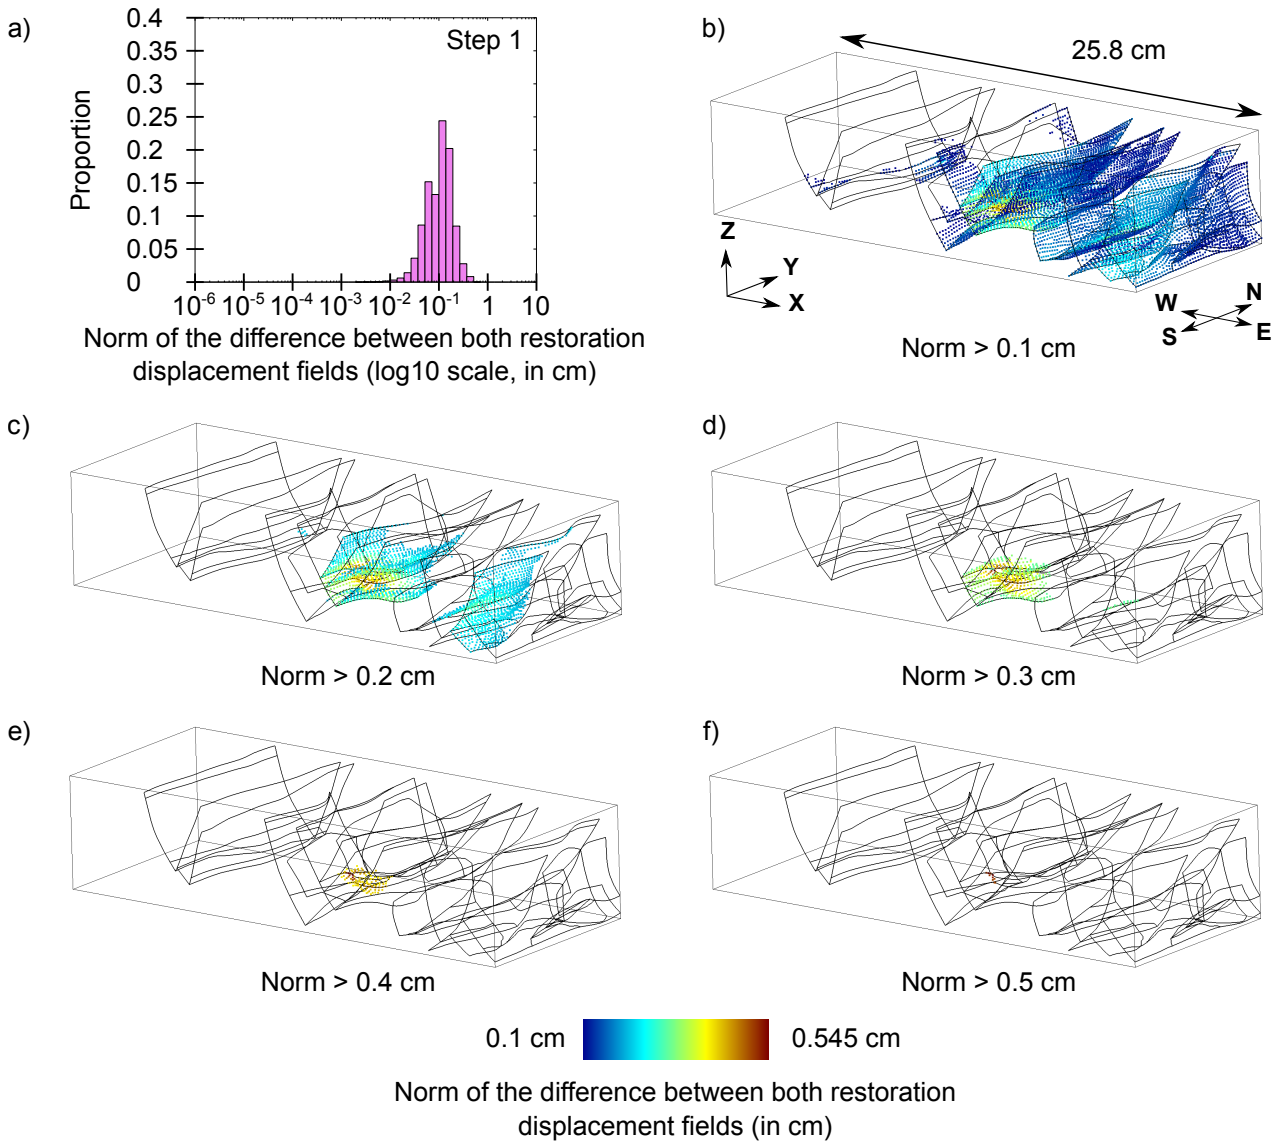 a)
Step 1
Proportion
0.4
0.35
0.3
0.25
0.2
0.15
0.1
0.05
0
10^-6 10^-5 10^-4 10^-3 10^-2 10^-1 1 10
Norm of the difference between both restoration
displacement fields (log10 scale, in cm)
b)
25.8 cm
Z
Y
X
W N
S E
Norm > 0.1 cm
c)
Norm > 0.2 cm
d)
Norm > 0.3 cm
e)
Norm > 0.4 cm
f)
Norm > 0.5 cm
0.1 cm 0.545 cm
Norm of the difference between both restoration
displacement fields (in cm)